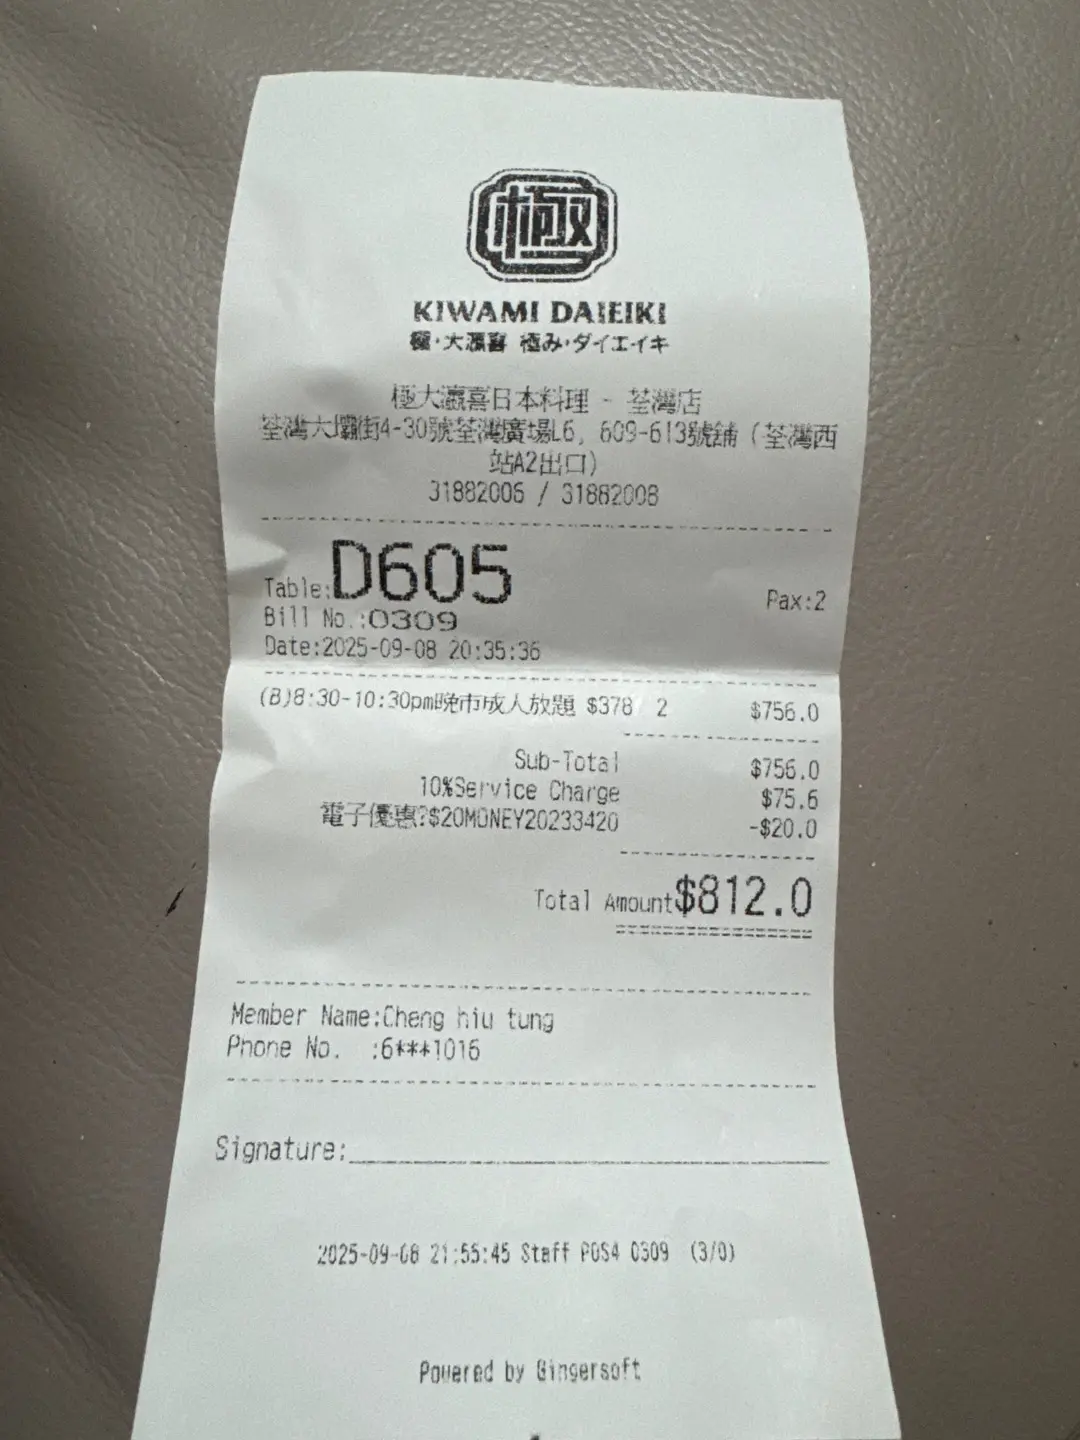 極
KIWAMI DAIEIKI
極·大瀛喜 極み·ダイエイキ
極大瀛喜日本料理 - 荃灣店
荃灣大壩街4-30號荃灣廣場L6, 609-613號舖 (荃灣西
站A2出口)
31882006 / 31882008
Table:D605 Pax:2
Bill No.:0309
Date:2025-09-08 20:35:36
(B)8:30-10:30pm晚市成人放題 $378 2 $756.0
Sub-Total $756.0
10%Service Charge $75.6
電子優惠?$20MONEY20233420 -$20.0
Total Amount$812.0
Member Name:Cheng hiu tung
Phone No. :6***1016
Signature:
2025-09-08 21:55:45 Staff POS4 0309 (3/0)
Powered by Gingersoft